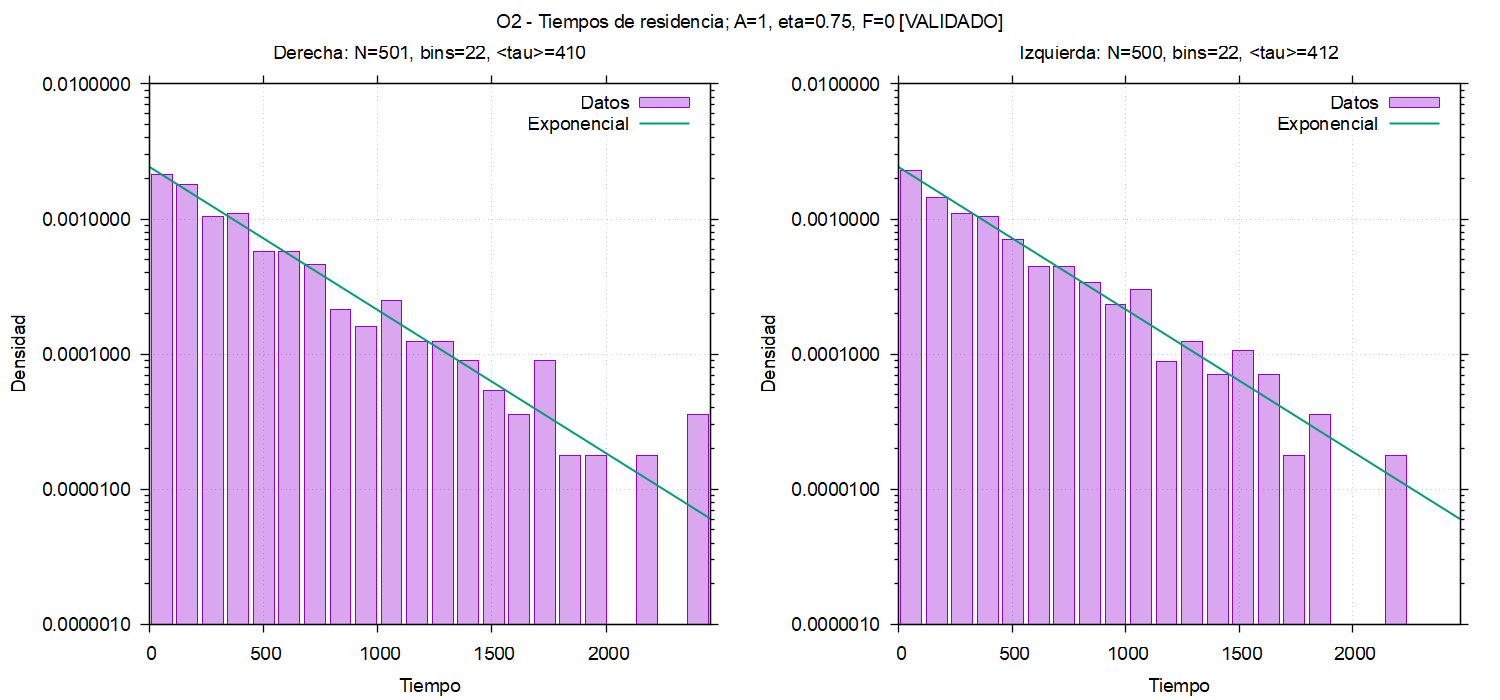 O2 - Tiempos de residencia; A=1, eta=0.75, F=0 [VALIDADO]
Derecha: N=501, bins=22, <tau>=410
0.0100000
0.0010000
0.0001000
0.0000100
0.0000010
Densidad
Datos
Exponencial
0 500 1000 1500 2000
Tiempo
Izquierda: N=500, bins=22, <tau>=412
0.0100000
0.0010000
0.0001000
0.0000100
0.0000010
Densidad
Datos
Exponencial
0 500 1000 1500 2000
Tiempo